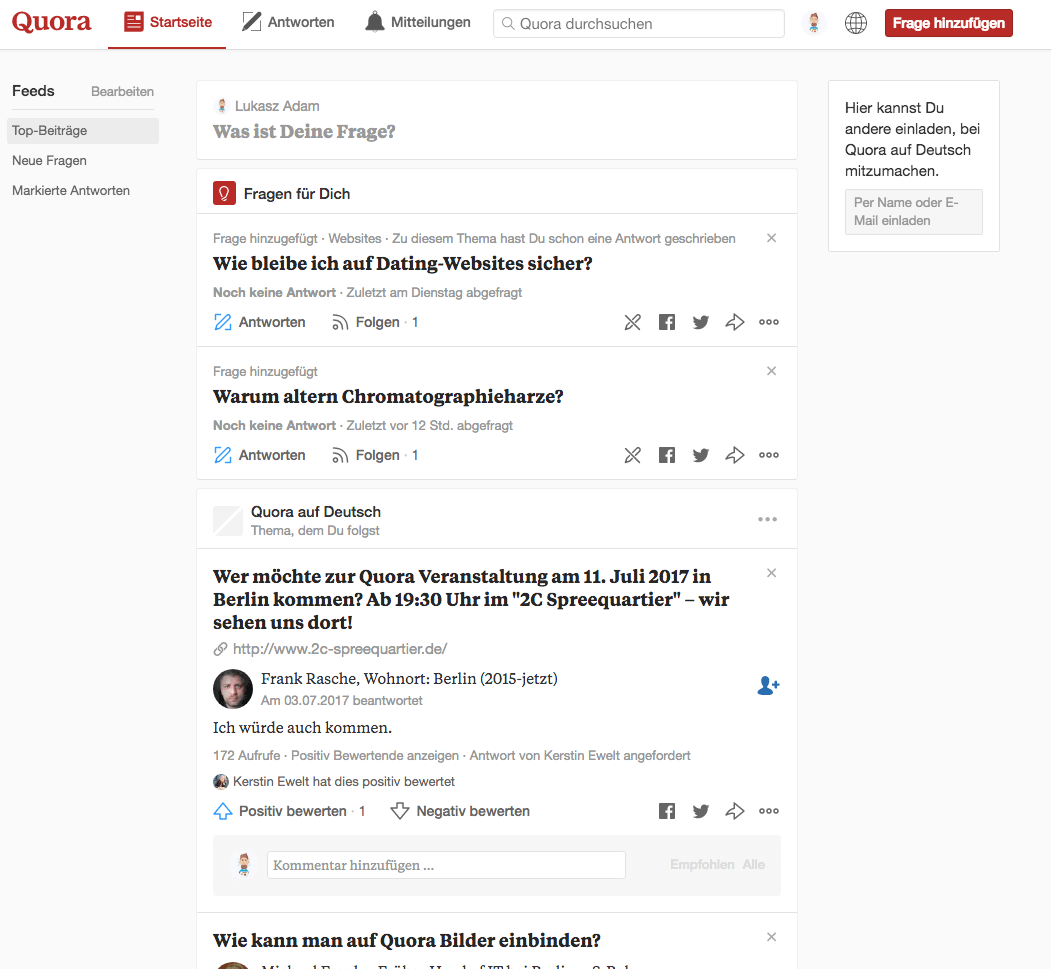 Quora
Startseite
Antworten
Mitteilungen
Quora durchsuchen
Frage hinzufügen
Feeds
Bearbeiten
Top-Beiträge
Neue Fragen
Markierte Antworten
Lukasz Adam
Was ist Deine Frage?
Fragen für Dich
Frage hinzugefügt · Websites · Zu diesem Thema hast Du schon eine Antwort geschrieben
Wie bleibe ich auf Dating-Websites sicher?
Noch keine Antwort · Zuletzt am Dienstag abgefragt
Antworten
Folgen · 1
Frage hinzugefügt
Warum altern Chromatographieharze?
Noch keine Antwort · Zuletzt vor 12 Std. abgefragt
Antworten
Folgen · 1
Quora auf Deutsch
Thema, dem Du folgst
Wer möchte zur Quora Veranstaltung am 11. Juli 2017 in
Berlin kommen? Ab 19:30 Uhr im "2C Spreequartier" – wir
sehen uns dort!
http://www.2c-spreequartier.de/
Frank Rasche, Wohnort: Berlin (2015-jetzt)
Am 03.07.2017 beantwortet
Ich würde auch kommen.
172 Aufrufe · Positiv Bewertende anzeigen · Antwort von Kerstin Ewelt angefordert
Kerstin Ewelt hat dies positiv bewertet
Positiv bewerten · 1
Negativ bewerten
Kommentar hinzufügen ...
Empfohlen
Alle
Wie kann man auf Quora Bilder einbinden?
Hier kannst Du
andere einladen, bei
Quora auf Deutsch
mitzumachen.
Per Name oder E-
Mail einladen